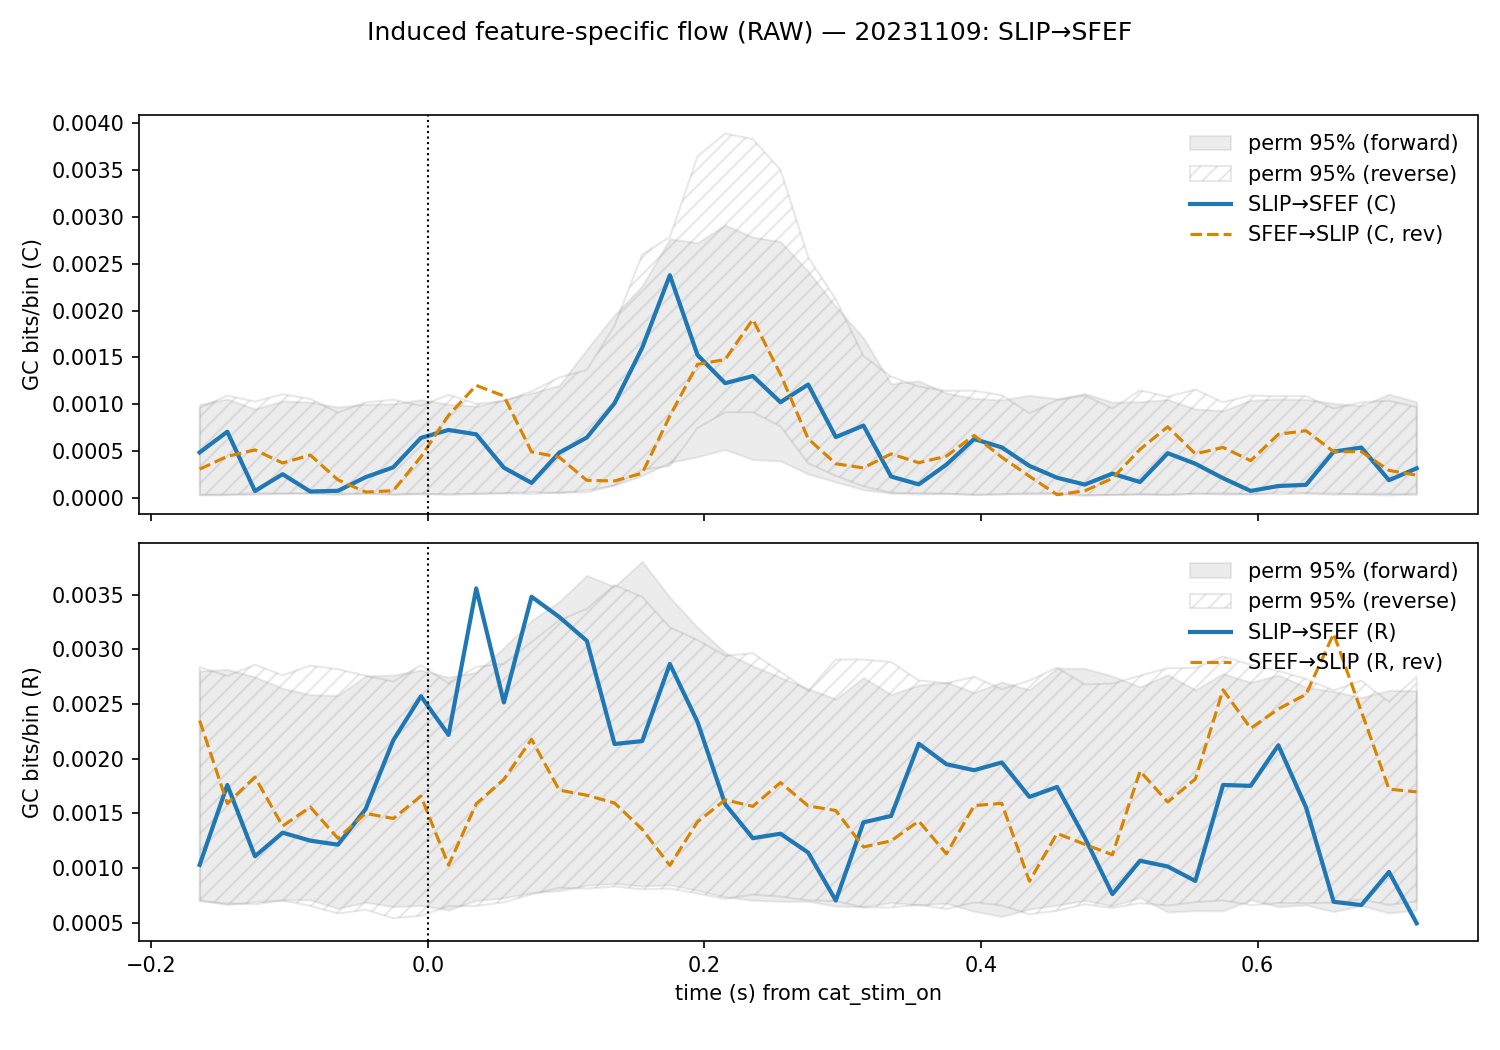 Induced feature-specific flow (RAW) — 20231109: SLIP→SFEF
GC bits/bin (C)
0.0040
0.0035
0.0030
0.0025
0.0020
0.0015
0.0010
0.0005
0.0000
perm 95% (forward)
perm 95% (reverse)
SLIP→SFEF (C)
SFEF→SLIP (C, rev)
GC bits/bin (R)
0.0035
0.0030
0.0025
0.0020
0.0015
0.0010
0.0005
perm 95% (forward)
perm 95% (reverse)
SLIP→SFEF (R)
SFEF→SLIP (R, rev)
−0.2 0.0 0.2 0.4 0.6
time (s) from cat_stim_on